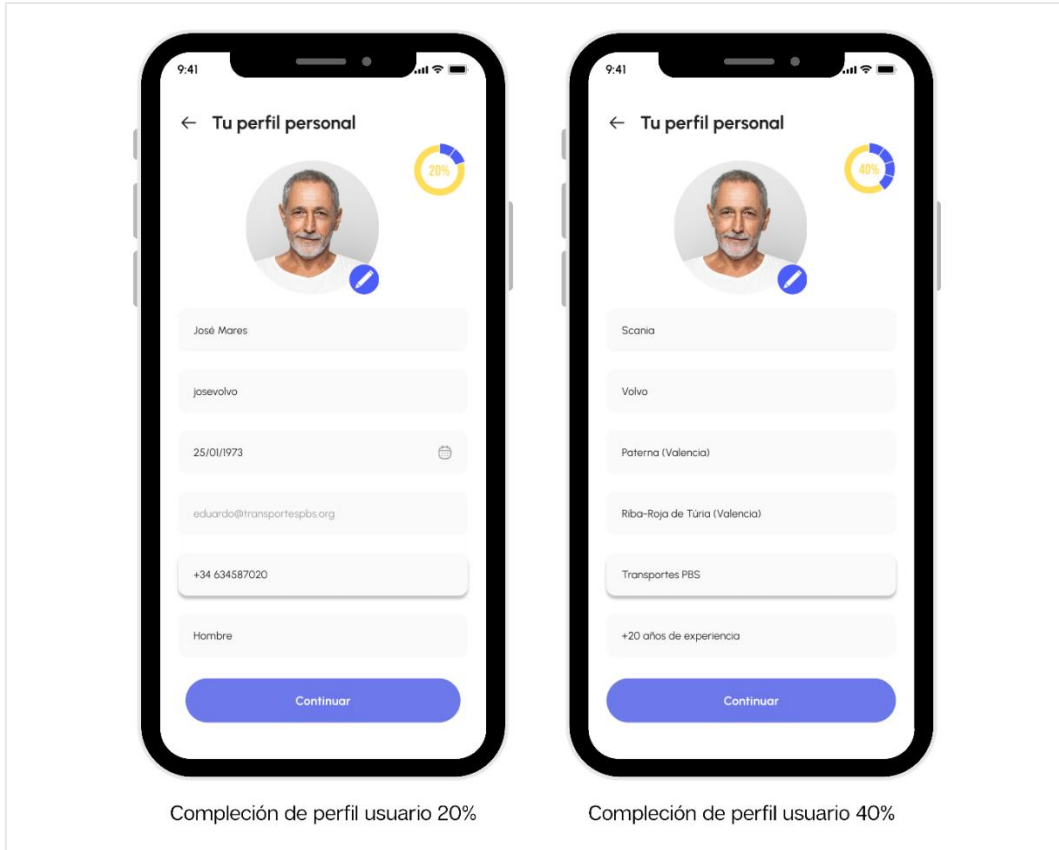 9:41
Tu perfil personal
20%
José Mares
josevolvo
25/01/1973
eduardo@transportespbs.org
+34 634587020
Hombre
Continuar
Compleción de perfil usuario 20%
9:41
Tu perfil personal
40%
Scania
Volvo
Paterna (Valencia)
Riba-Roja de Túria (Valencia)
Transportes PBS
+20 años de experiencia
Continuar
Compleción de perfil usuario 40%